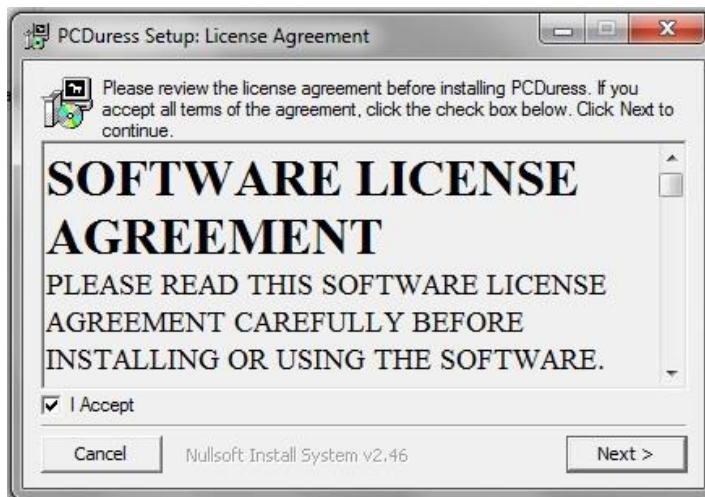 PCDuress Setup: License Agreement
Please review the license agreement before installing PCDuress. If you
accept all terms of the agreement, click the check box below. Click Next to
continue.
SOFTWARE LICENSE
AGREEMENT
PLEASE READ THIS SOFTWARE LICENSE
AGREEMENT CAREFULLY BEFORE
INSTALLING OR USING THE SOFTWARE.
I Accept
Cancel
Nullsoft Install System v2.46
Next >